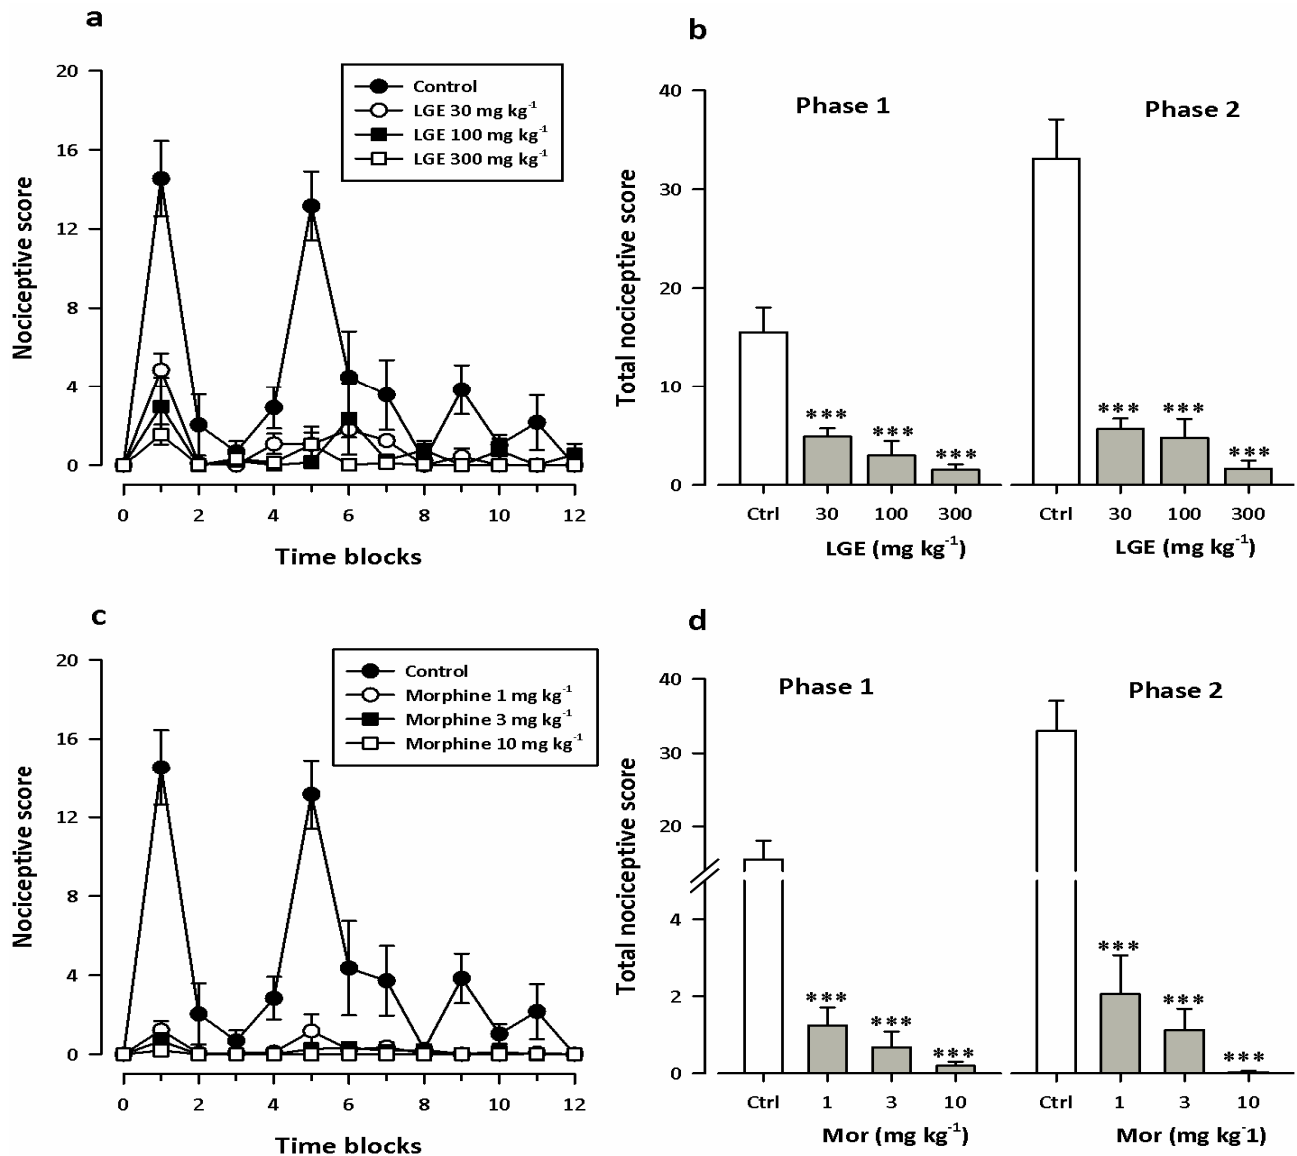 a
20
16
12
8
4
0
Nociceptive score
Control
LGE 30 mg kg⁻¹
LGE 100 mg kg⁻¹
LGE 300 mg kg⁻¹
0 2 4 6 8 10 12
Time blocks
b
40
30
20
10
0
Total nociceptive score
Phase 1
Phase 2
*** *** ***
*** *** ***
Ctrl 30 100 300
Ctrl 30 100 300
LGE (mg kg⁻¹)
LGE (mg kg⁻¹)
c
20
16
12
8
4
0
Nociceptive score
Control
Morphine 1 mg kg⁻¹
Morphine 3 mg kg⁻¹
Morphine 10 mg kg⁻¹
0 2 4 6 8 10 12
Time blocks
d
40
30
20
4
2
0
Total nociceptive score
Phase 1
Phase 2
*** *** ***
*** *** ***
Ctrl 1 3 10
Ctrl 1 3 10
Mor (mg kg⁻¹)
Mor (mg kg-1)